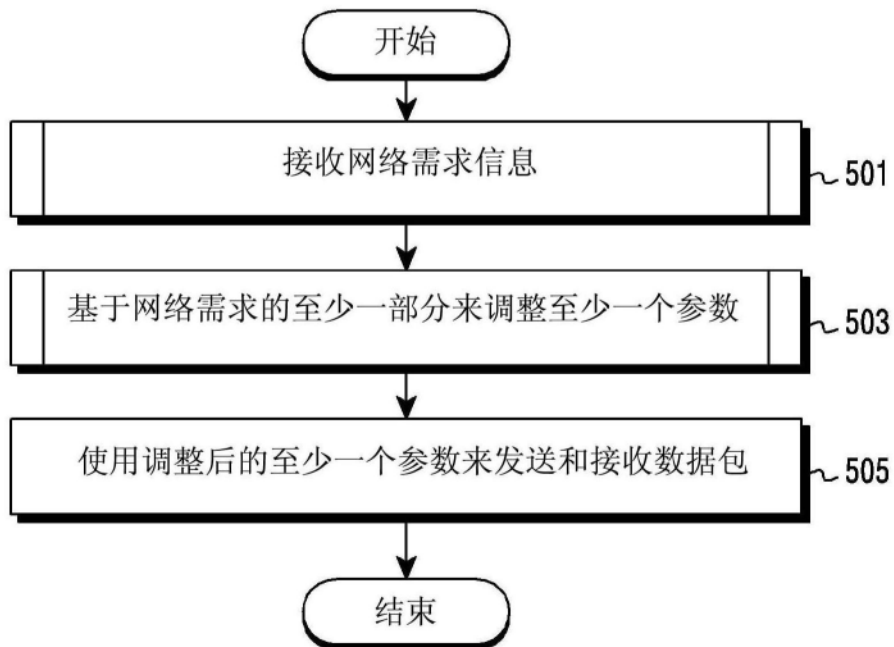 开始
接收网络需求信息
501
基于网络需求的至少一部分来调整至少一个参数
503
使用调整后的至少一个参数来发送和接收数据包
505
结束